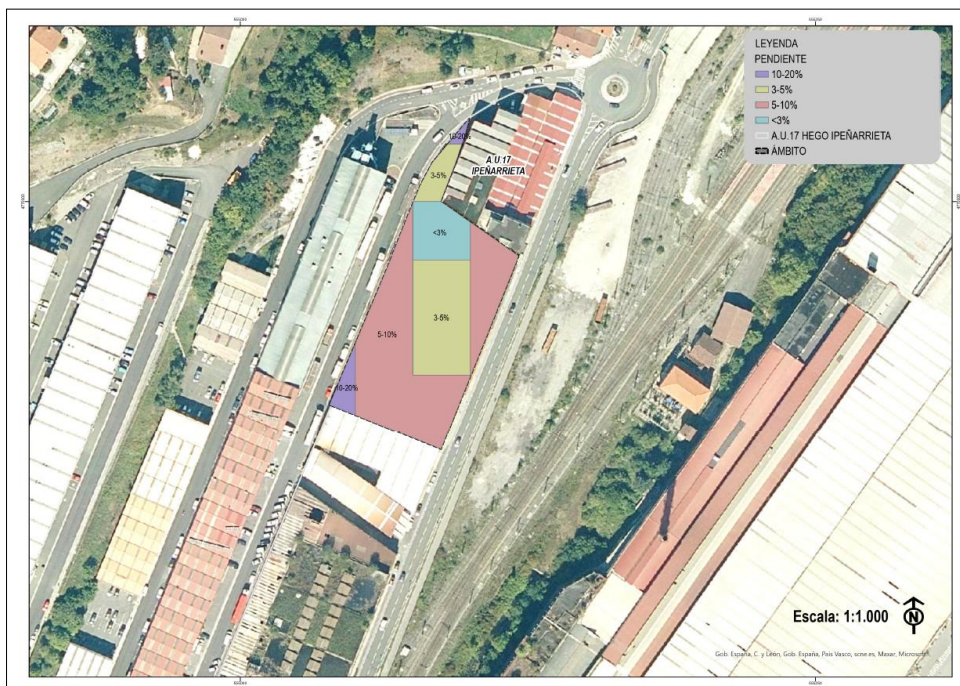 LEYENDA
PENDIENTE
10-20%
3-5%
5-10%
<3%
A.U.17 HEGO IPEÑARRIETA
ÁMBITO
10-20%
A.U.17
IPEÑARRIETA
3-5%
<3%
5-10%
3-5%
10-20%
Escala: 1:1.000
N
Gob. España, C. y León, Gob. España, País Vasco, scne.es, Maxar, Microsoft